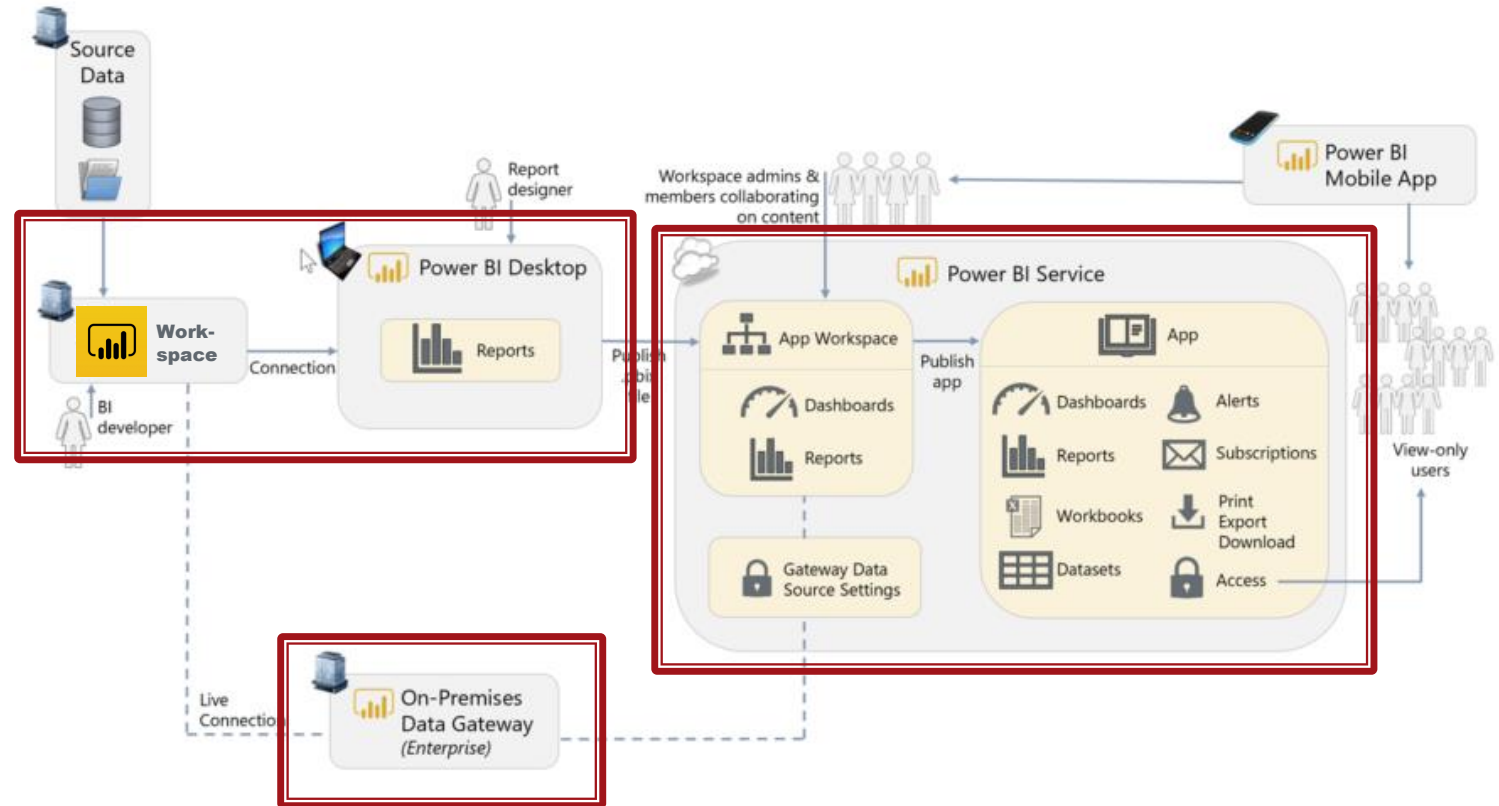 Source
Data
Report
designer
Workspace admins &
members collaborating
on content
Power BI
Mobile App
Power BI Desktop
Reports
Work-
space
Connection
BI
developer
Publish
.pbix
file
Power BI Service
App Workspace
Dashboards
Reports
Gateway Data
Source Settings
Publish
app
App
Dashboards
Alerts
Reports
Subscriptions
Workbooks
Print
Export
Download
Datasets
Access
View-only
users
Live
Connection
On-Premises
Data Gateway
(Enterprise)